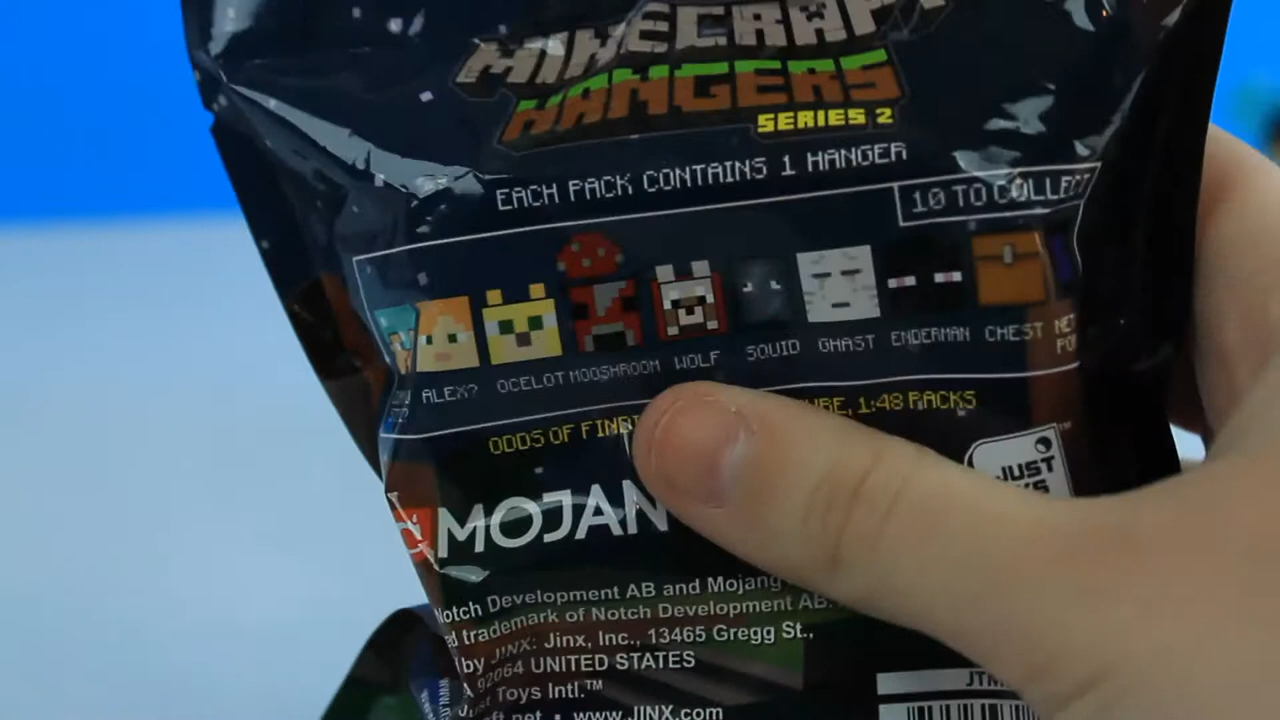 MINECRAFT
HANGERS
SERIES 2
EACH PACK CONTAINS 1 HANGER
10 TO COLLECT
ALEX? OCELOT MOOSHROOM WOLF SQUID GHAST ENDERMAN CHEST
ODDS OF 1:48 PACKS
MOJAN
Notch Development AB and Mojang
trademark of Notch Development AB.
by JINX: Jinx, Inc., 13465 Gregg St.,
92064 UNITED STATES
Just Toys Intl.™
www.JINX.com
JUST